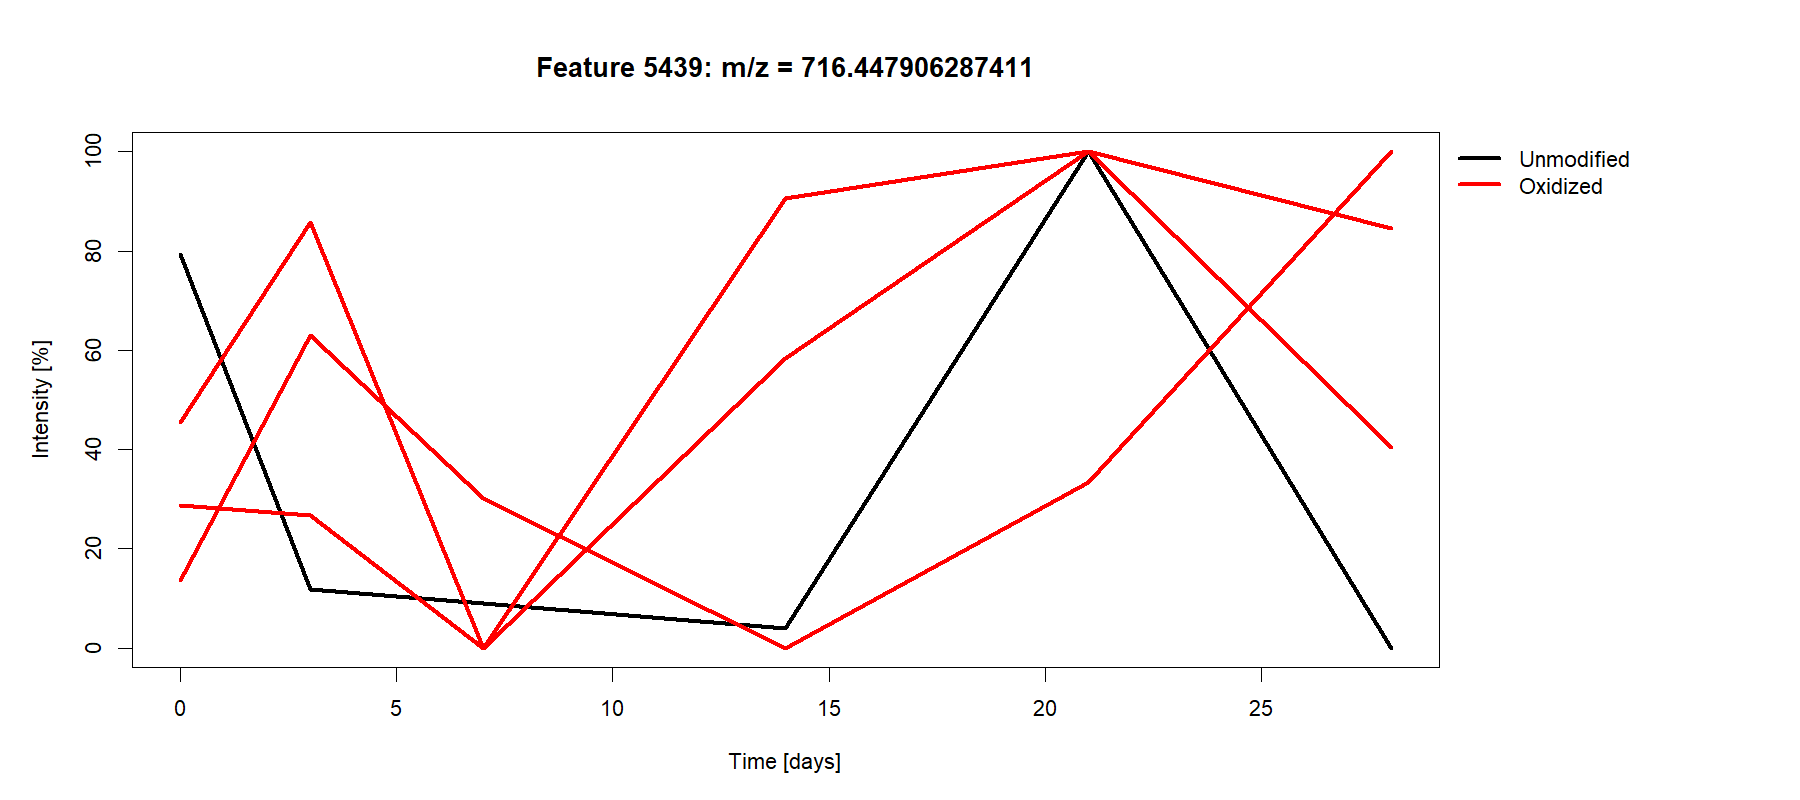 Feature 5439: m/z = 716.447906287411
Unmodified
Oxidized
Intensity [%]
100
80
60
40
20
0
0 5 10 15 20 25
Time [days]